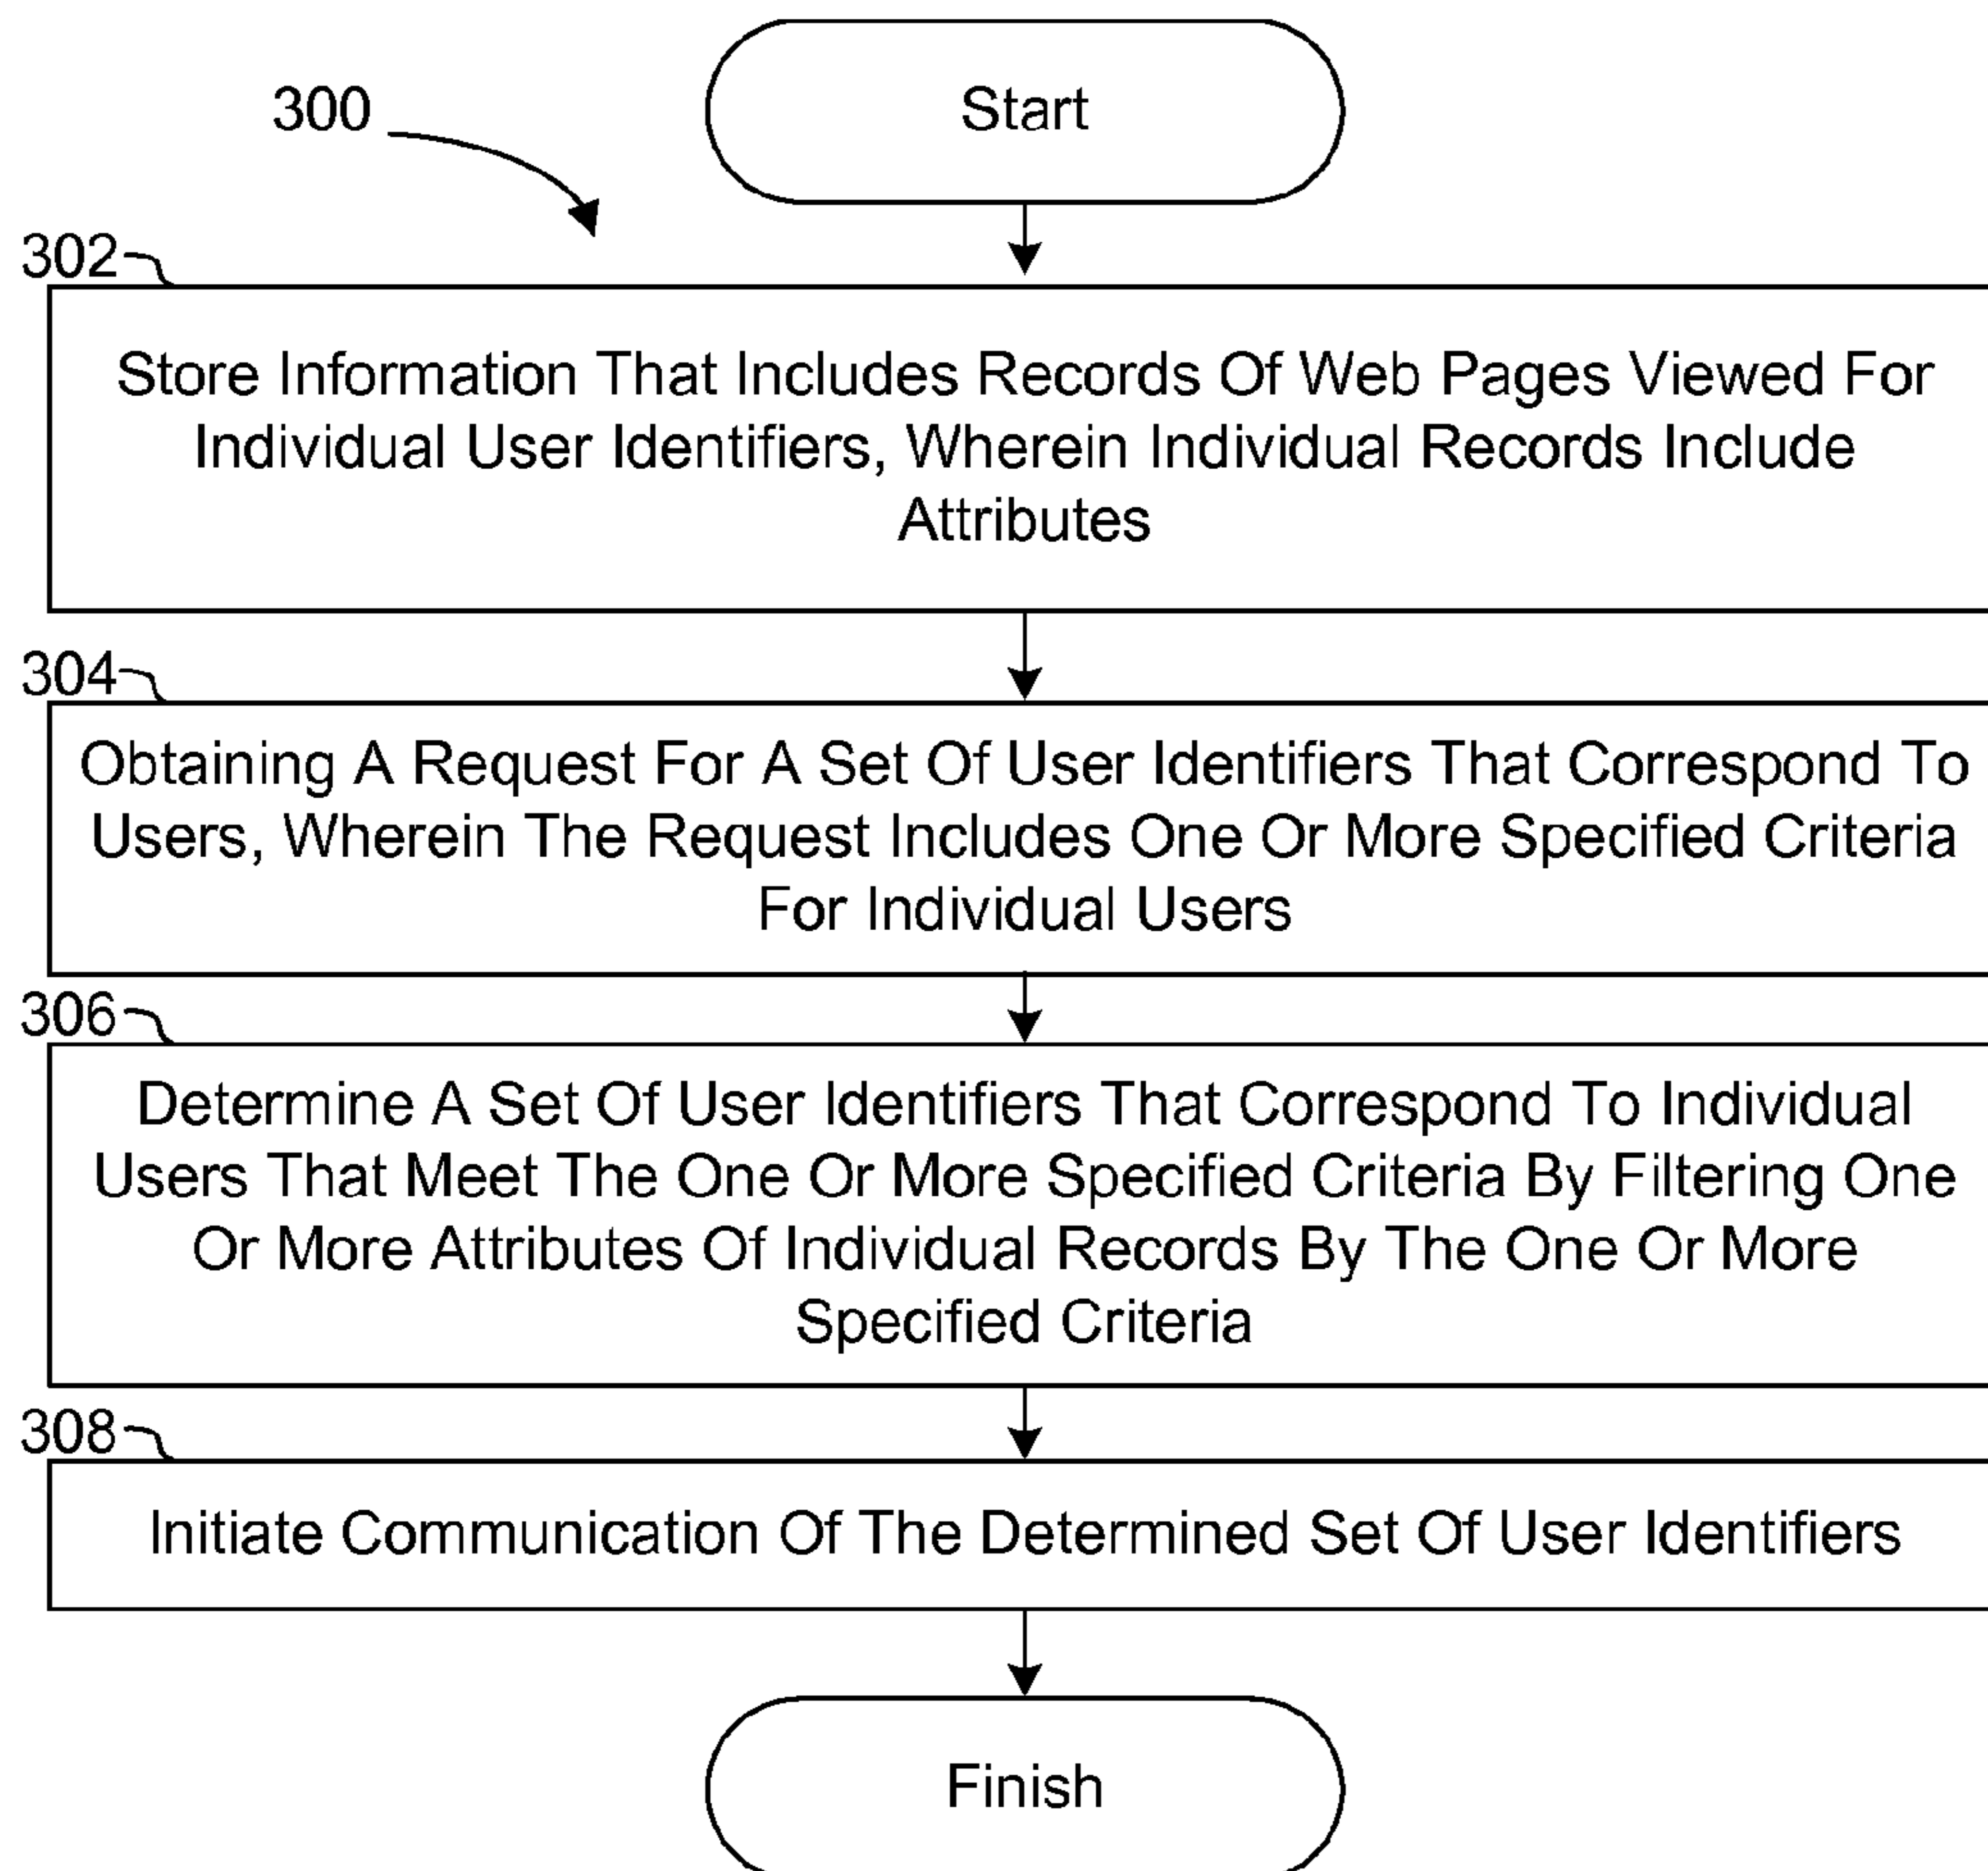 Start
300
302
Store Information That Includes Records Of Web Pages Viewed For
Individual User Identifiers, Wherein Individual Records Include
Attributes
304
Obtaining A Request For A Set Of User Identifiers That Correspond To
Users, Wherein The Request Includes One Or More Specified Criteria
For Individual Users
306
Determine A Set Of User Identifiers That Correspond To Individual
Users That Meet The One Or More Specified Criteria By Filtering One
Or More Attributes Of Individual Records By The One Or More
Specified Criteria
308
Initiate Communication Of The Determined Set Of User Identifiers
Finish